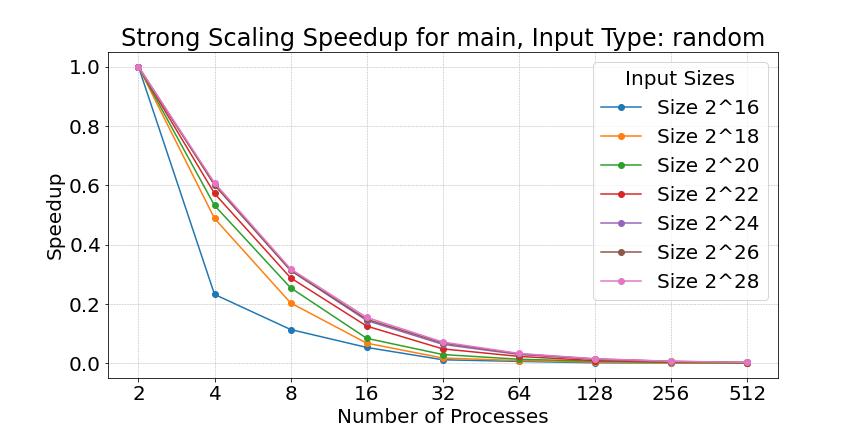 Strong Scaling Speedup for main, Input Type: random
Speedup
1.0
0.8
0.6
0.4
0.2
0.0
Input Sizes
Size 2^16
Size 2^18
Size 2^20
Size 2^22
Size 2^24
Size 2^26
Size 2^28
2 4 8 16 32 64 128 256 512
Number of Processes